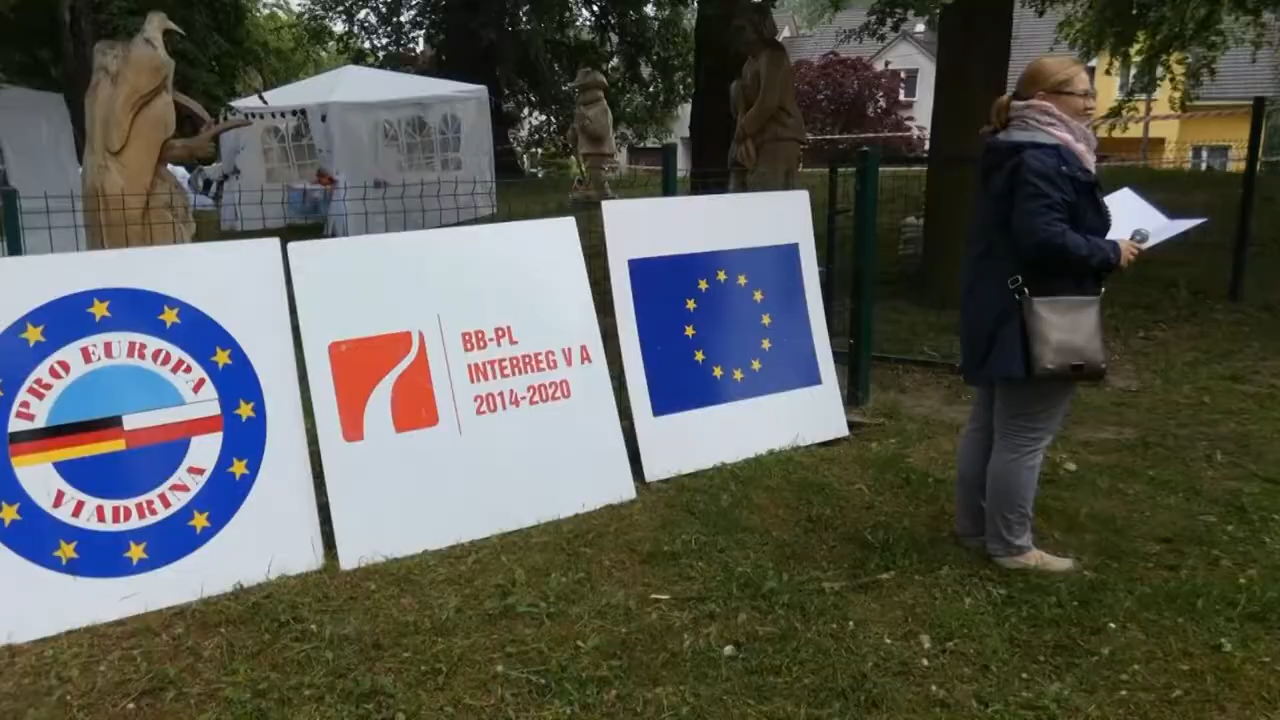 PRO EUROPA
VIADRINA
BB-PL
INTERREG V A
2014-2020